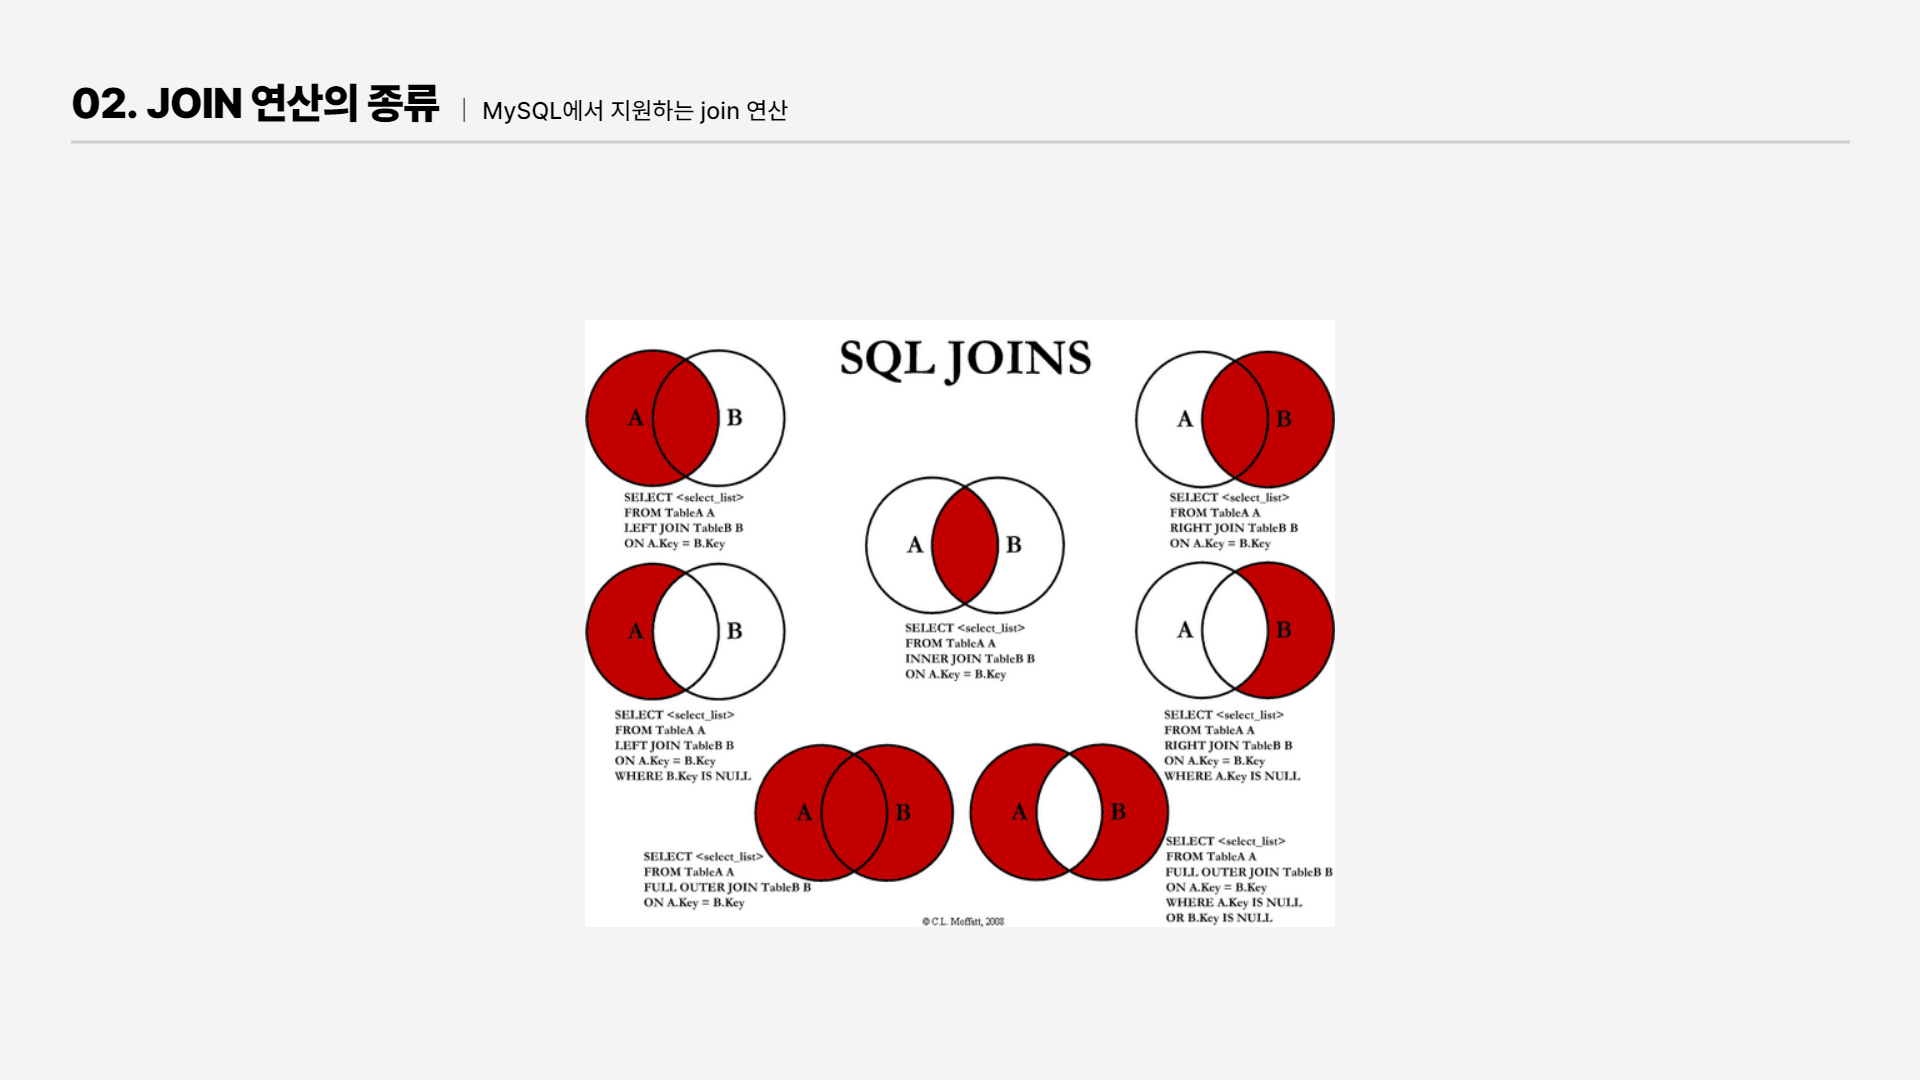 02. JOIN 연산의 종류 | MySQL에서 지원하는 join 연산
SQL JOINS
A B
SELECT <select_list>
FROM TableA A
LEFT JOIN TableB B
ON A.Key = B.Key
A B
SELECT <select_list>
FROM TableA A
RIGHT JOIN TableB B
ON A.Key = B.Key
A B
SELECT <select_list>
FROM TableA A
INNER JOIN TableB B
ON A.Key = B.Key
A B
SELECT <select_list>
FROM TableA A
LEFT JOIN TableB B
ON A.Key = B.Key
WHERE B.Key IS NULL
A B
SELECT <select_list>
FROM TableA A
RIGHT JOIN TableB B
ON A.Key = B.Key
WHERE A.Key IS NULL
A B
SELECT <select_list>
FROM TableA A
FULL OUTER JOIN TableB B
ON A.Key = B.Key
A B
SELECT <select_list>
FROM TableA A
FULL OUTER JOIN TableB B
ON A.Key = B.Key
WHERE A.Key IS NULL
OR B.Key IS NULL
© C.L. Moffatt, 2008